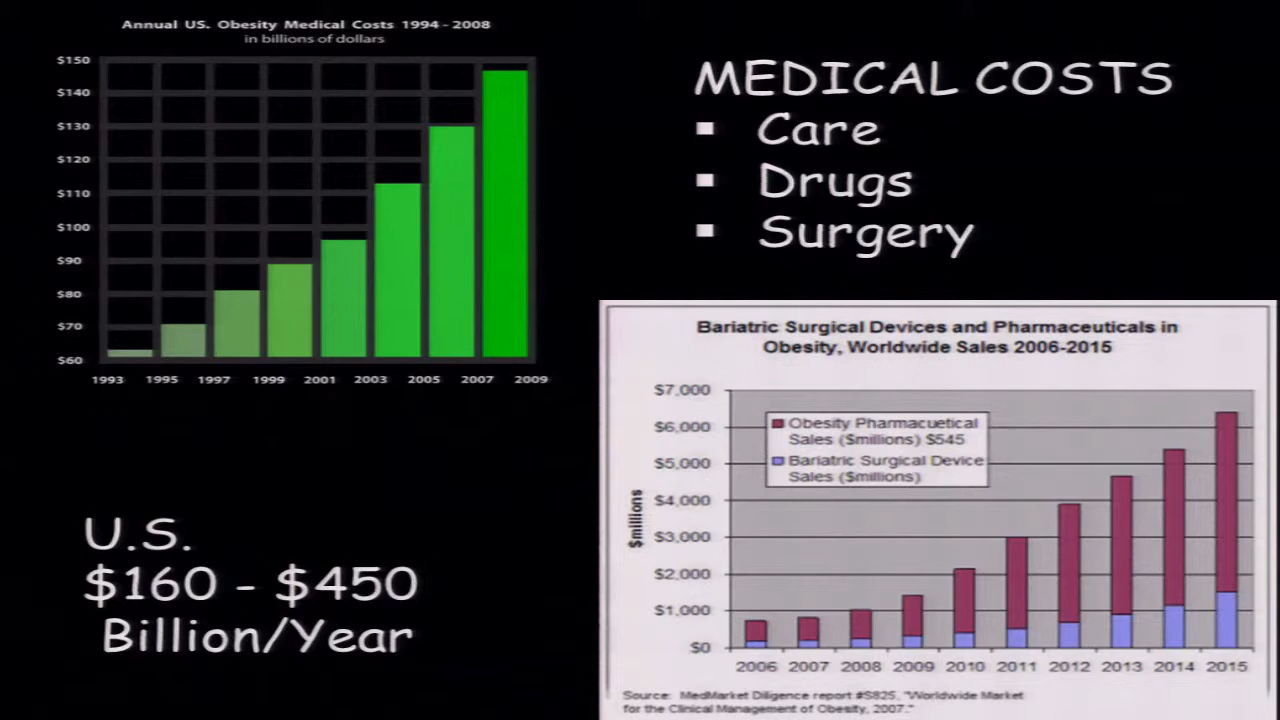 Annual US. Obesity Medical Costs 1994 - 2008
in billions of dollars
$150
$140
$130
$120
$110
$100
$90
$80
$70
$60
1993 1995 1997 1999 2001 2003 2005 2007 2009
MEDICAL COSTS
▪ Care
▪ Drugs
▪ Surgery
U.S.
$160 - $450
Billion/Year
Bariatric Surgical Devices and Pharmaceuticals in
Obesity, Worldwide Sales 2006-2015
$7,000
$6,000
$5,000
$4,000
$3,000
$2,000
$1,000
$0
$millions
Obesity Pharmacuetical
Sales ($millions) $545
Bariatric Surgical Device
Sales ($millions)
2006 2007 2008 2009 2010 2011 2012 2013 2014 2015
Source: MedMarket Diligence report #S825, "Worldwide Market
for the Clinical Management of Obesity, 2007."